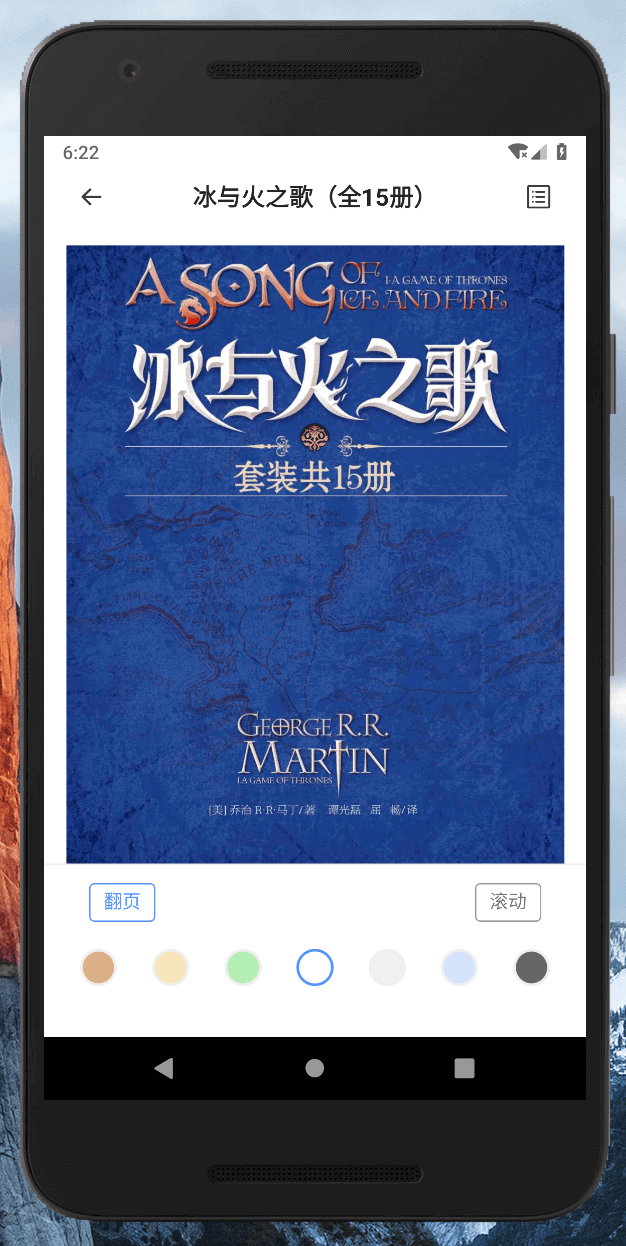 6:22
冰与火之歌（全15册）
A SONG OF ICE AND FIRE
I·A GAME OF THRONES
冰与火之歌
套装共15册
THE NECK
GEORGE R.R.
MARTIN
I·A GAME OF THRONES
[美] 乔治 R·R·马丁/著 谭光磊 屈 畅/译
翻页
滚动